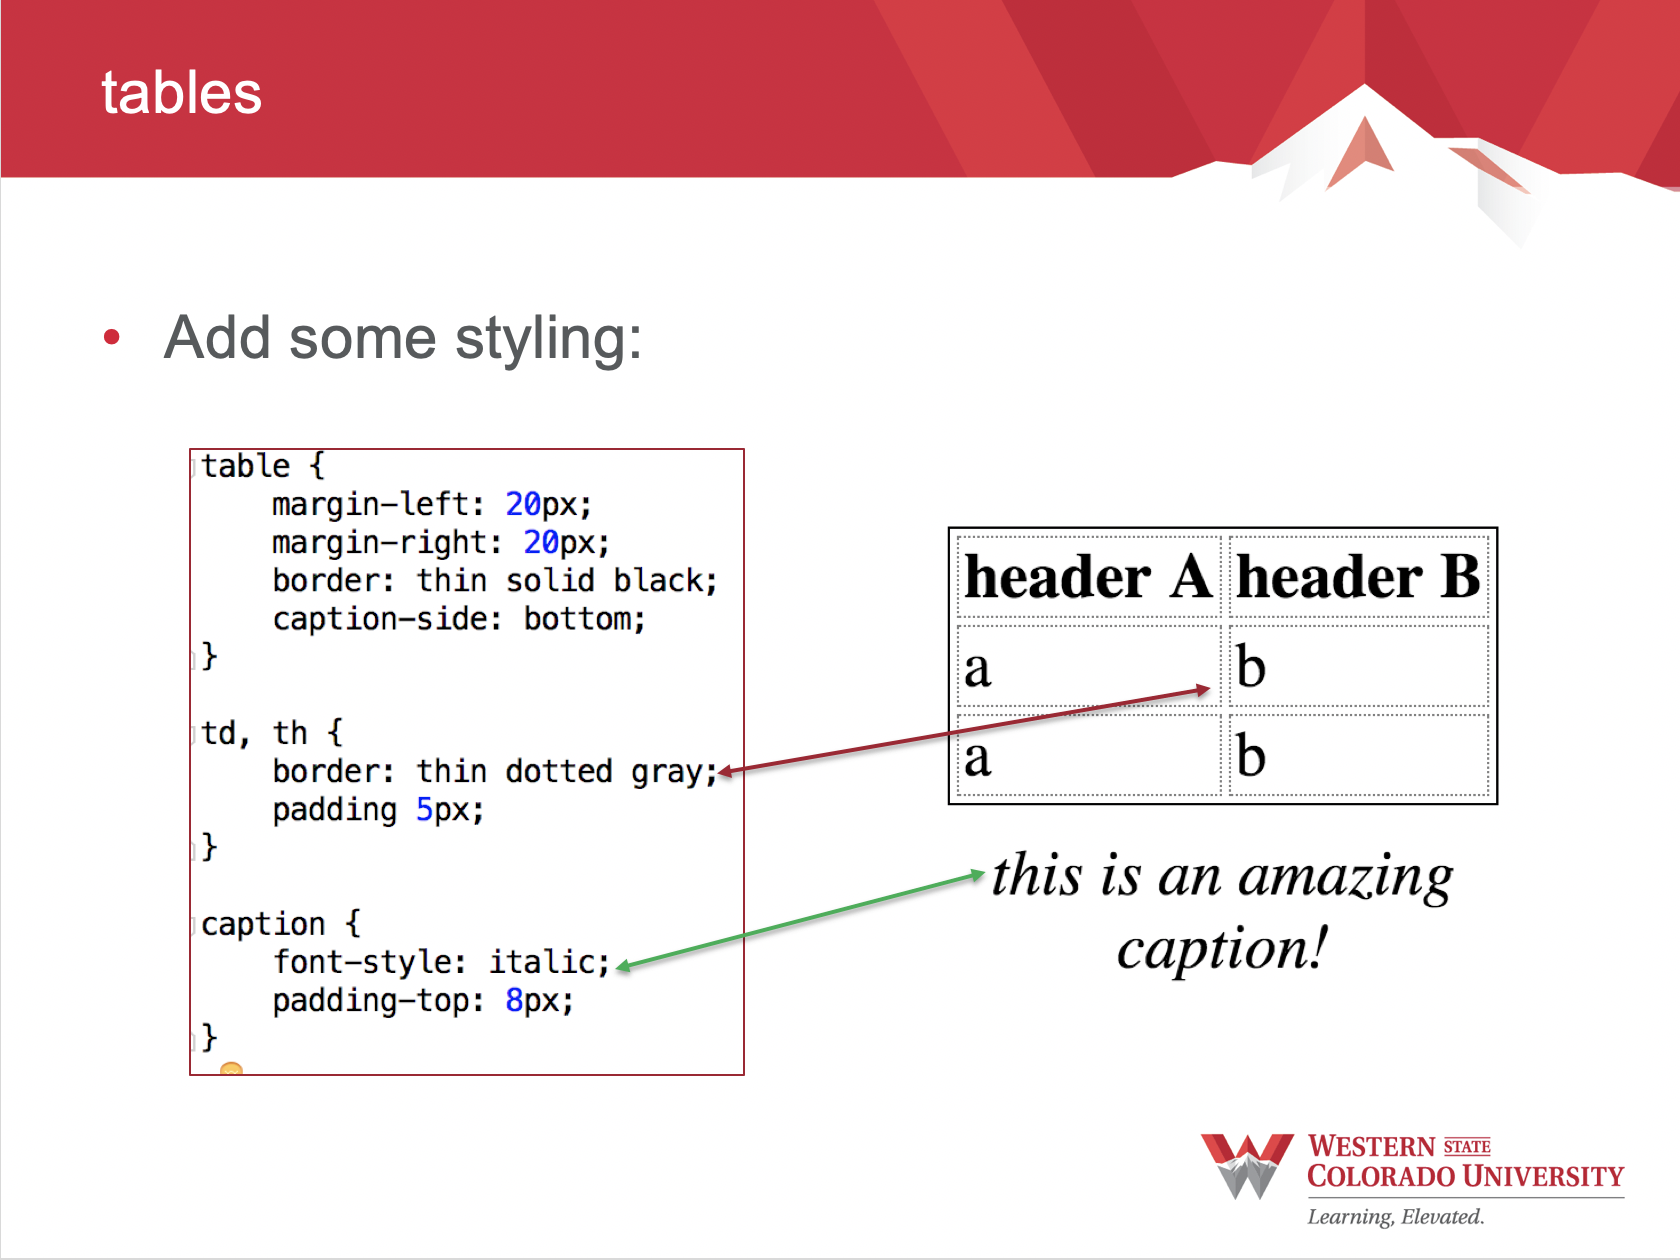 tables
• Add some styling:
table {
    margin-left: 20px;
    margin-right: 20px;
    border: thin solid black;
    caption-side: bottom;
}
td, th {
    border: thin dotted gray;
    padding 5px;
}
caption {
    font-style: italic;
    padding-top: 8px;
}
header A header B
a b
a b
this is an amazing
caption!
WESTERN STATE
COLORADO UNIVERSITY
Learning, Elevated.